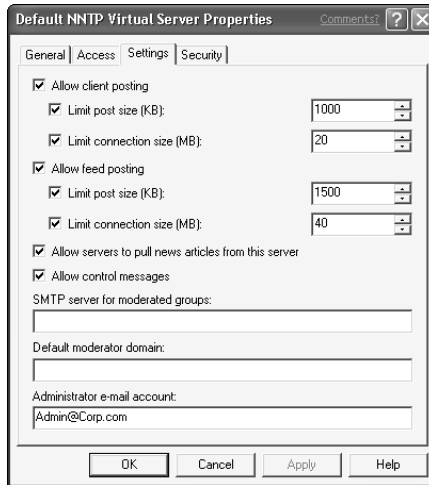 Default NNTP Virtual Server Properties Comments? ? X
General Access Settings Security
Allow client posting
Limit post size (KB): 1000
Limit connection size (MB): 20
Allow feed posting
Limit post size (KB): 1500
Limit connection size (MB): 40
Allow servers to pull news articles from this server
Allow control messages
SMTP server for moderated groups:
Default moderator domain:
Administrator e-mail account:
Admin@Corp.com
OK Cancel Apply Help